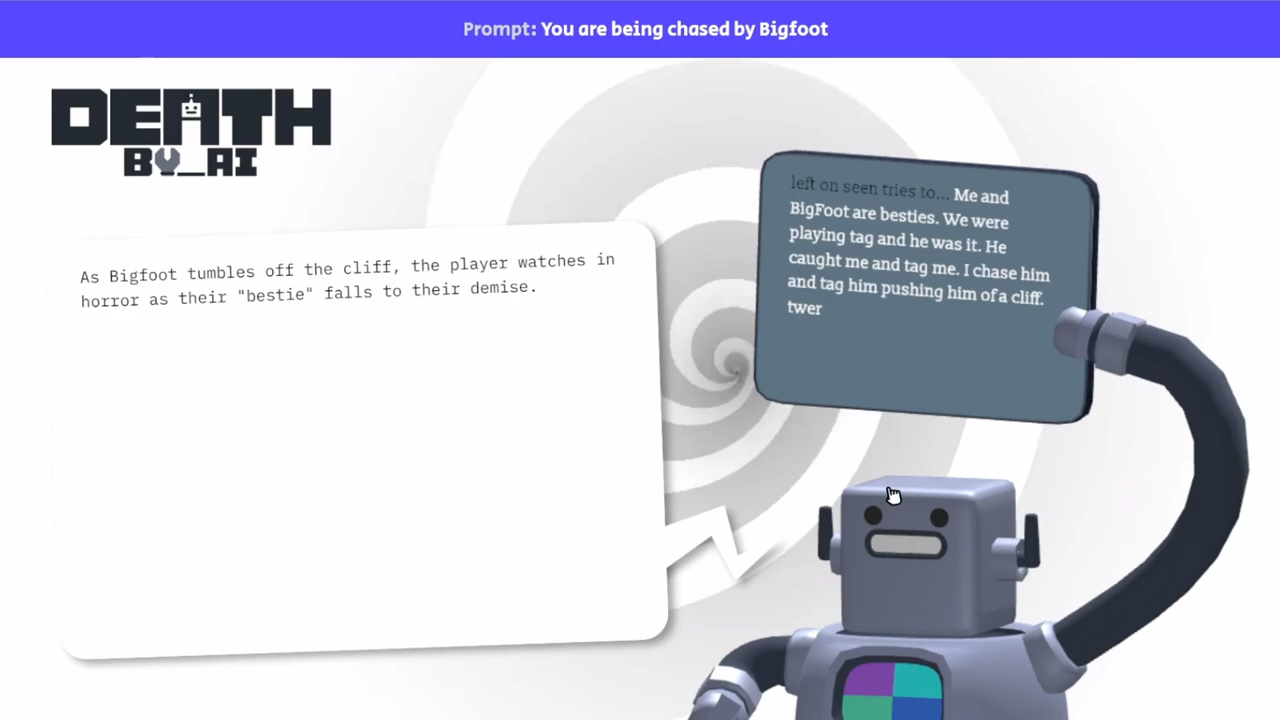 Prompt: You are being chased by Bigfoot
DEATH
BY_AI
As Bigfoot tumbles off the cliff, the player watches in
horror as their "bestie" falls to their demise.
left on seen tries to... Me and
BigFoot are besties. We were
playing tag and he was it. He
caught me and tag me. I chase him
and tag him pushing him of a cliff.
twer